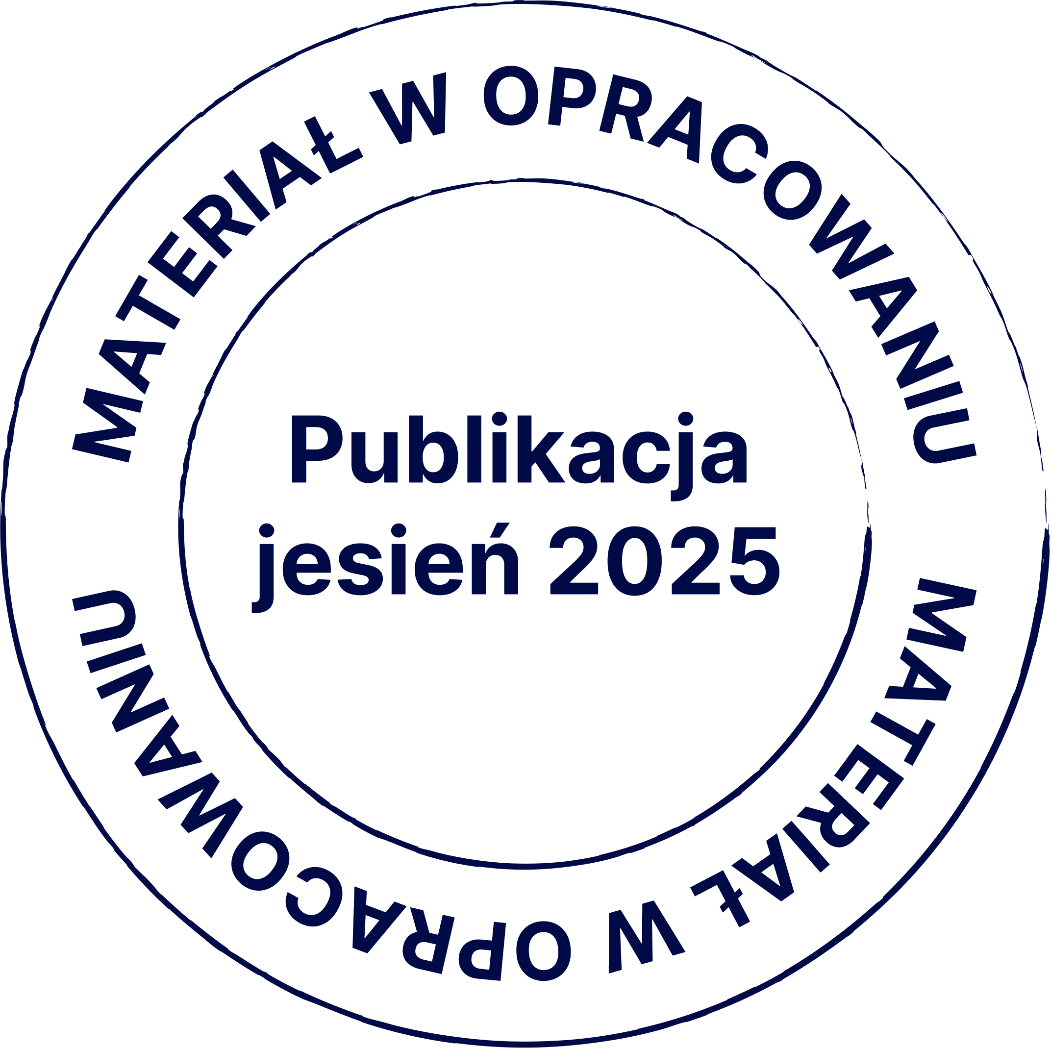 MATERIAŁ W OPRACOWANIU
Publikacja
jesień 2025
MATERIAŁ W OPRACOWANIU